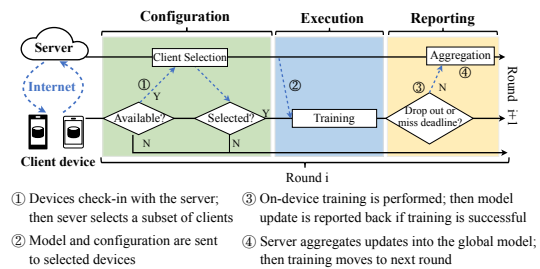 Configuration Execution Reporting
Server
Client Selection
Aggregation
Internet
①
Y
②
③
N
④
Available?
Selected?
Y
Training
Drop out or
miss deadline?
N
N
Client device
Round i
Round i+1
① Devices check-in with the server;
then sever selects a subset of clients
② Model and configuration are sent
to selected devices
③ On-device training is performed; then model
update is reported back if training is successful
④ Server aggregates updates into the global model;
then training moves to next round